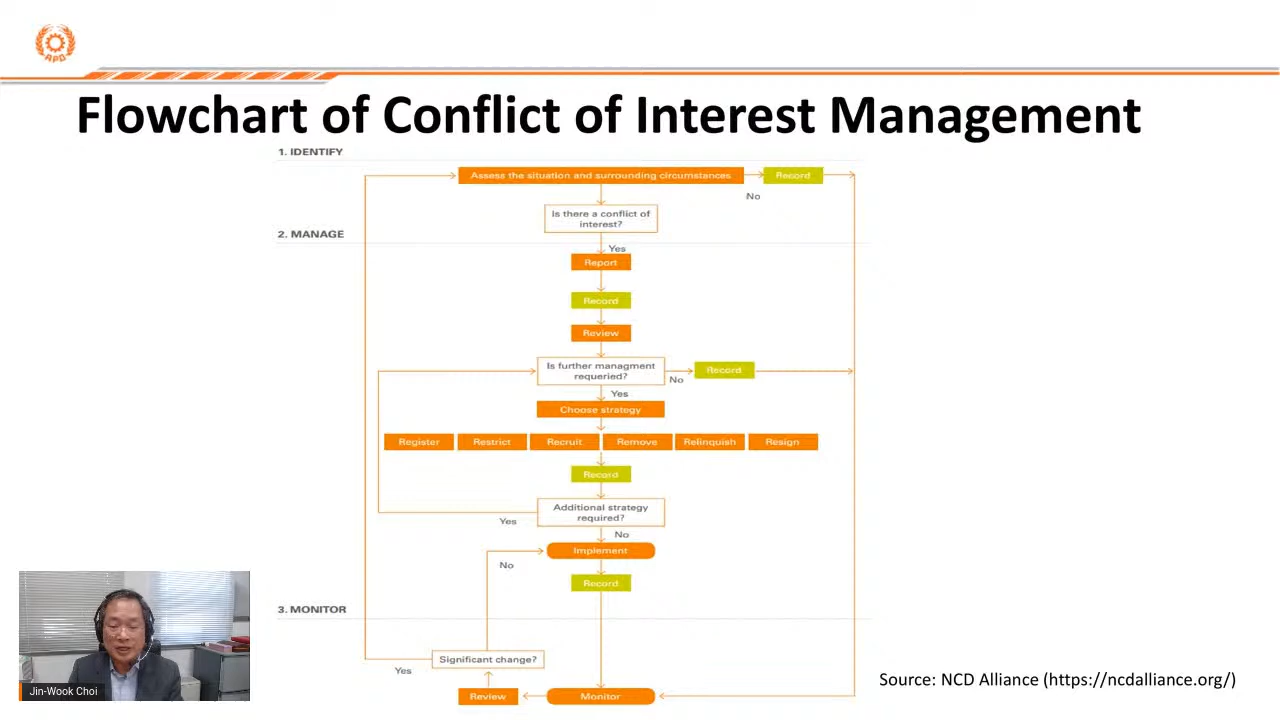 APO
Flowchart of Conflict of Interest Management
1. IDENTIFY
Assess the situation and surrounding circumstances
Record
No
Is there a conflict of
interest?
2. MANAGE
Yes
Report
Record
Review
Is further managment
requeried?
No
Record
Yes
Choose strategy
Register
Restrict
Recruit
Remove
Relinquish
Resign
Record
Additional strategy
required?
Yes
No
Implement
No
Record
3. MONITOR
Significant change?
Yes
Review
Monitor
Source: NCD Alliance (https://ncdalliance.org/)
Jin-Wook Choi